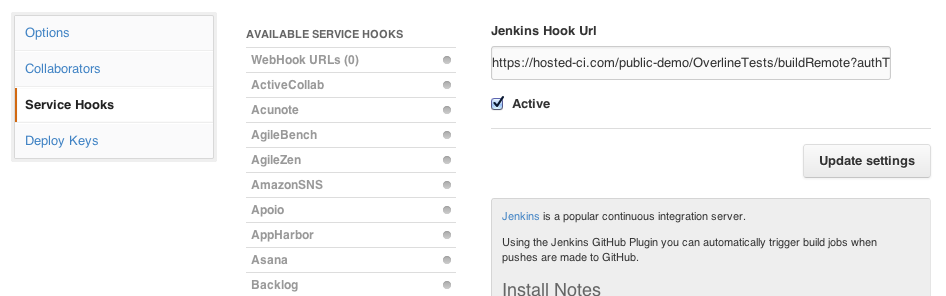 Options
Collaborators
Service Hooks
Deploy Keys
AVAILABLE SERVICE HOOKS
WebHook URLs (0)
ActiveCollab
Acunote
AgileBench
AgileZen
AmazonSNS
Apoio
AppHarbor
Asana
Backlog
Jenkins Hook Url
https://hosted-ci.com/public-demo/OverlineTests/buildRemote?authT
Active
Update settings
Jenkins is a popular continuous integration server.
Using the Jenkins GitHub Plugin you can automatically trigger build jobs when
pushes are made to GitHub.
Install Notes